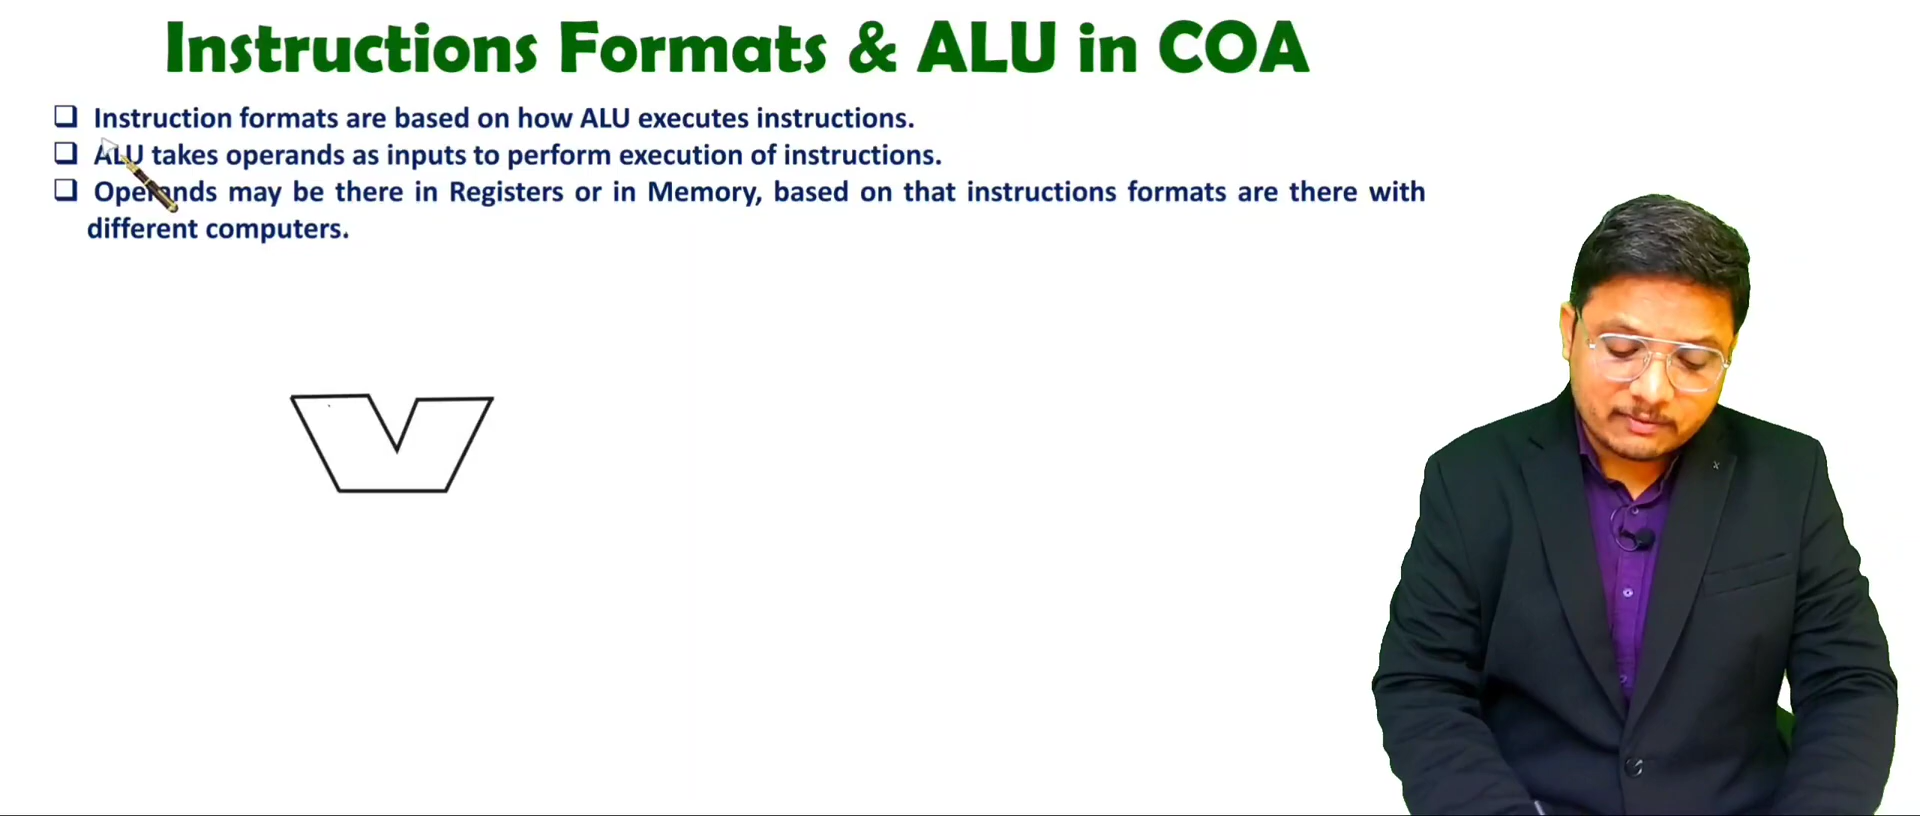 Instructions Formats & ALU in COA
❑ Instruction formats are based on how ALU executes instructions.
❑ ALU takes operands as inputs to perform execution of instructions.
❑ Operands may be there in Registers or in Memory, based on that instructions formats are there with
different computers.